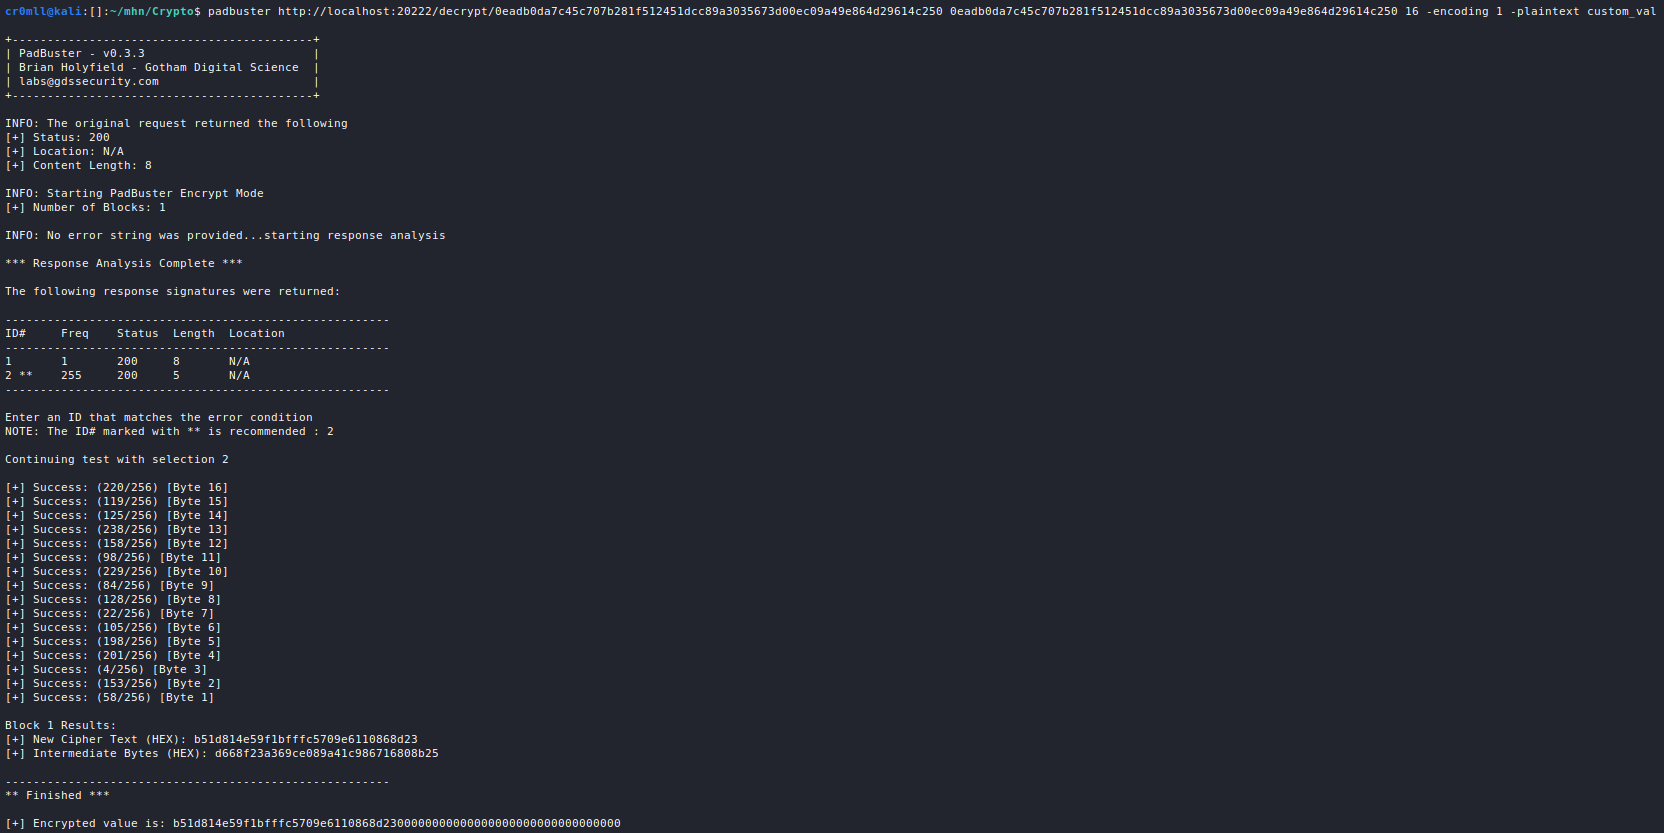 cr0mll@kali:[]:~/mhn/Crypto$ padbuster http://localhost:20222/decrypt/0eadb0da7c45c707b281f512451dcc89a3035673d00ec09a49e864d29614c250 0eadb0da7c45c707b281f512451dcc89a3035673d00ec09a49e864d29614c250 16 -encoding 1 -plaintext custom_val
+-------------------------------------------+
| PadBuster - v0.3.3                        |
| Brian Holyfield - Gotham Digital Science  |
| labs@gdssecurity.com                      |
+-------------------------------------------+
INFO: The original request returned the following
[+] Status: 200
[+] Location: N/A
[+] Content Length: 8
INFO: Starting PadBuster Encrypt Mode
[+] Number of Blocks: 1
INFO: No error string was provided...starting response analysis
*** Response Analysis Complete ***
The following response signatures were returned:
-------------------------------------------------------
ID#     Freq    Status  Length  Location
-------------------------------------------------------
1       1       200     8       N/A
2 **    255     200     5       N/A
-------------------------------------------------------
Enter an ID that matches the error condition
NOTE: The ID# marked with ** is recommended : 2
Continuing test with selection 2
[+] Success: (220/256) [Byte 16]
[+] Success: (119/256) [Byte 15]
[+] Success: (125/256) [Byte 14]
[+] Success: (238/256) [Byte 13]
[+] Success: (158/256) [Byte 12]
[+] Success: (98/256) [Byte 11]
[+] Success: (229/256) [Byte 10]
[+] Success: (84/256) [Byte 9]
[+] Success: (128/256) [Byte 8]
[+] Success: (22/256) [Byte 7]
[+] Success: (105/256) [Byte 6]
[+] Success: (198/256) [Byte 5]
[+] Success: (201/256) [Byte 4]
[+] Success: (4/256) [Byte 3]
[+] Success: (153/256) [Byte 2]
[+] Success: (58/256) [Byte 1]
Block 1 Results:
[+] New Cipher Text (HEX): b51d814e59f1bfffc5709e6110868d23
[+] Intermediate Bytes (HEX): d668f23a369ce089a41c986716808b25
-------------------------------------------------------
** Finished ***
[+] Encrypted value is: b51d814e59f1bfffc5709e6110868d2300000000000000000000000000000000